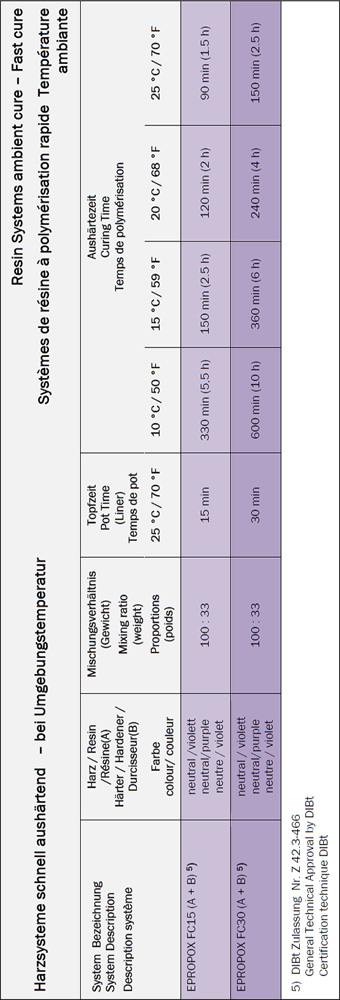 Harzsysteme schnell aushärtend – bei Umgebungstemperatur
Resin Systems ambient cure – Fast cure
Systèmes de résine à polymérisation rapide Température
ambiante
System Bezeichnung
System Description
Description système
Harz / Resin
/Résine(A)
Härter / Hardener /
Durcisseur(B)
Farbe
colour/ couleur
Mischungsverhältnis
(Gewicht)
Mixing ratio
(weight)
Proportions
(poids)
Topfzeit
Pot Time
(Liner)
Temps de pot
25 °C/ 70 °F
Aushärtezeit
Curing Time
Temps de polymérisation
10 °C/ 50 °F
15 °C/ 59 °F
20 °C/ 68 °F
25 °C/ 70 °F
EPROPOX FC15 (A + B) 5)
neutral /violett
neutral/purple
neutre / violet
100 : 33
15 min
330 min (5.5 h)
150 min (2.5 h)
120 min (2 h)
90 min (1.5 h)
EPROPOX FC30 (A + B) 5)
neutral / violett
neutral/purple
neutre / violet
100 : 33
30 min
600 min (10 h)
360 min (6 h)
240 min (4 h)
150 min (2.5 h)
5) DIBt Zulassung Nr. Z 42.3-466
General Technical Approval by DIBt
Certification technique DIBt